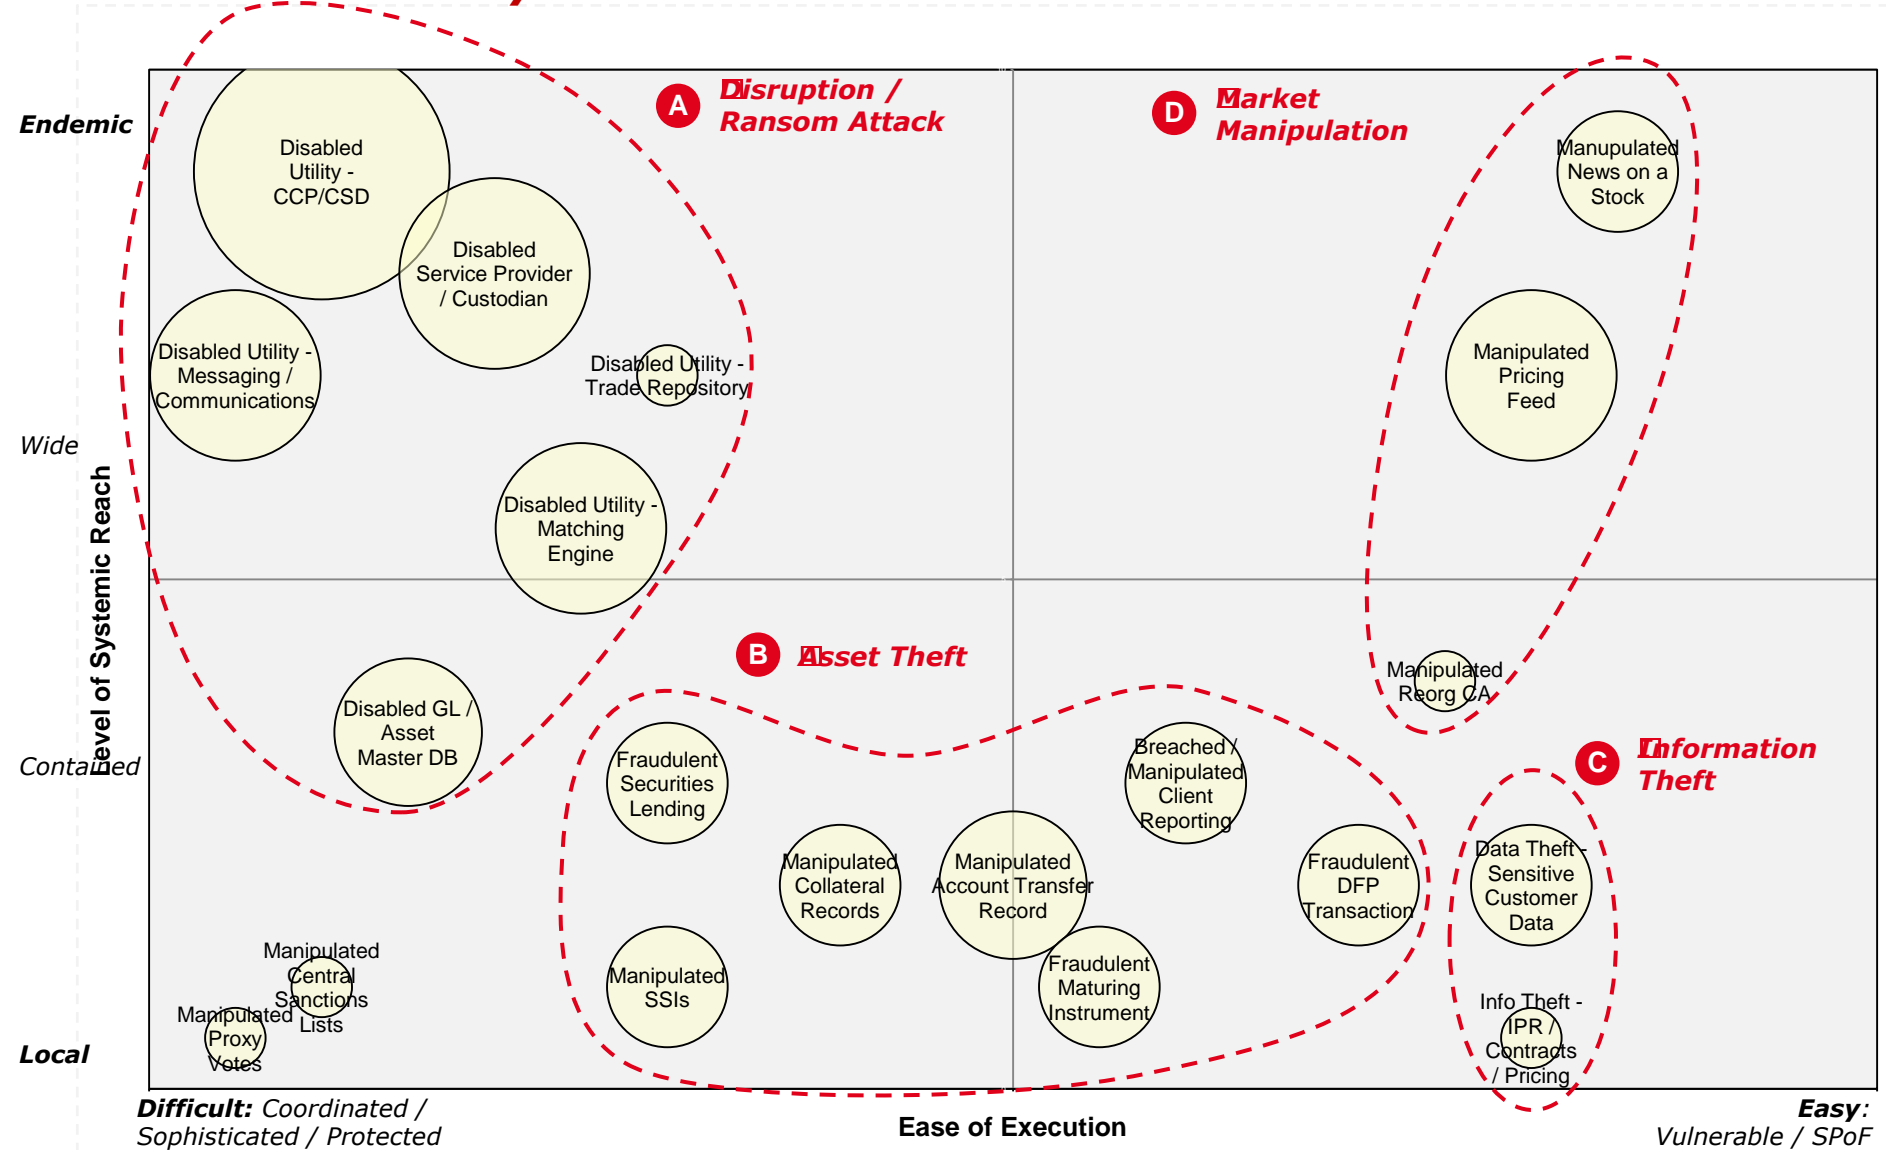 A
Disruption /
Ransom Attack
D
Market
Manipulation
Endemic
Wide
Contained
Local
Level of Systemic Reach
Disabled
Utility -
CCP/CSD
Disabled
Service Provider
/ Custodian
Disabled Utility -
Messaging /
Communications
Disabled Utility -
Trade Repository
Disabled Utility -
Matching
Engine
Disabled GL /
Asset
Master DB
Manupulated
News on a
Stock
Manipulated
Pricing
Feed
Manipulated
Reorg CA
B
Asset Theft
C
Information
Theft
Fraudulent
Securities
Lending
Manipulated
Collateral
Records
Manipulated
Account Transfer
Record
Breached /
Manipulated
Client
Reporting
Fraudulent
DFP
Transaction
Data Theft -
Sensitive
Customer
Data
Manipulated
SSIs
Fraudulent
Maturing
Instrument
Info Theft -
IPR /
Contracts
/ Pricing
Manipulated
Central
Sanctions
Lists
Manipulated
Proxy
Votes
Difficult: Coordinated /
Sophisticated / Protected
Ease of Execution
Easy:
Vulnerable / SPoF